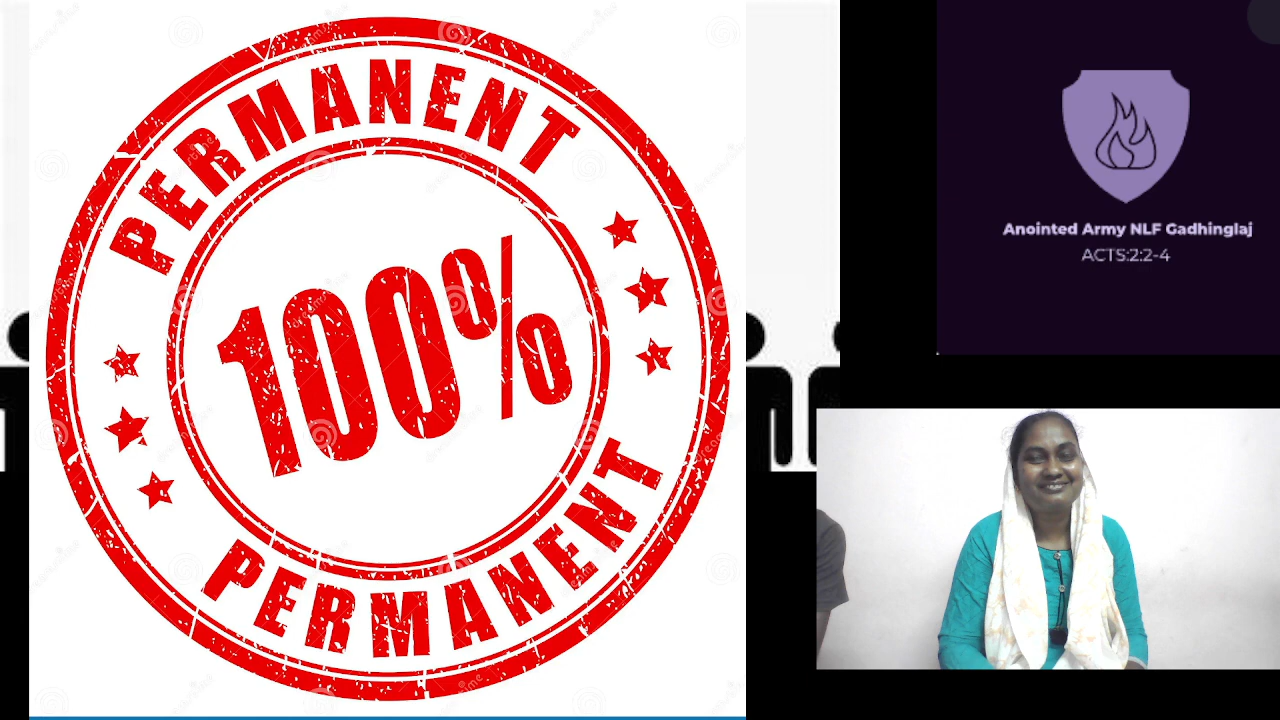 PERMANENT
100%
PERMANENT
Anointed Army NLF Gadhinglaj
ACTS:2:2-4